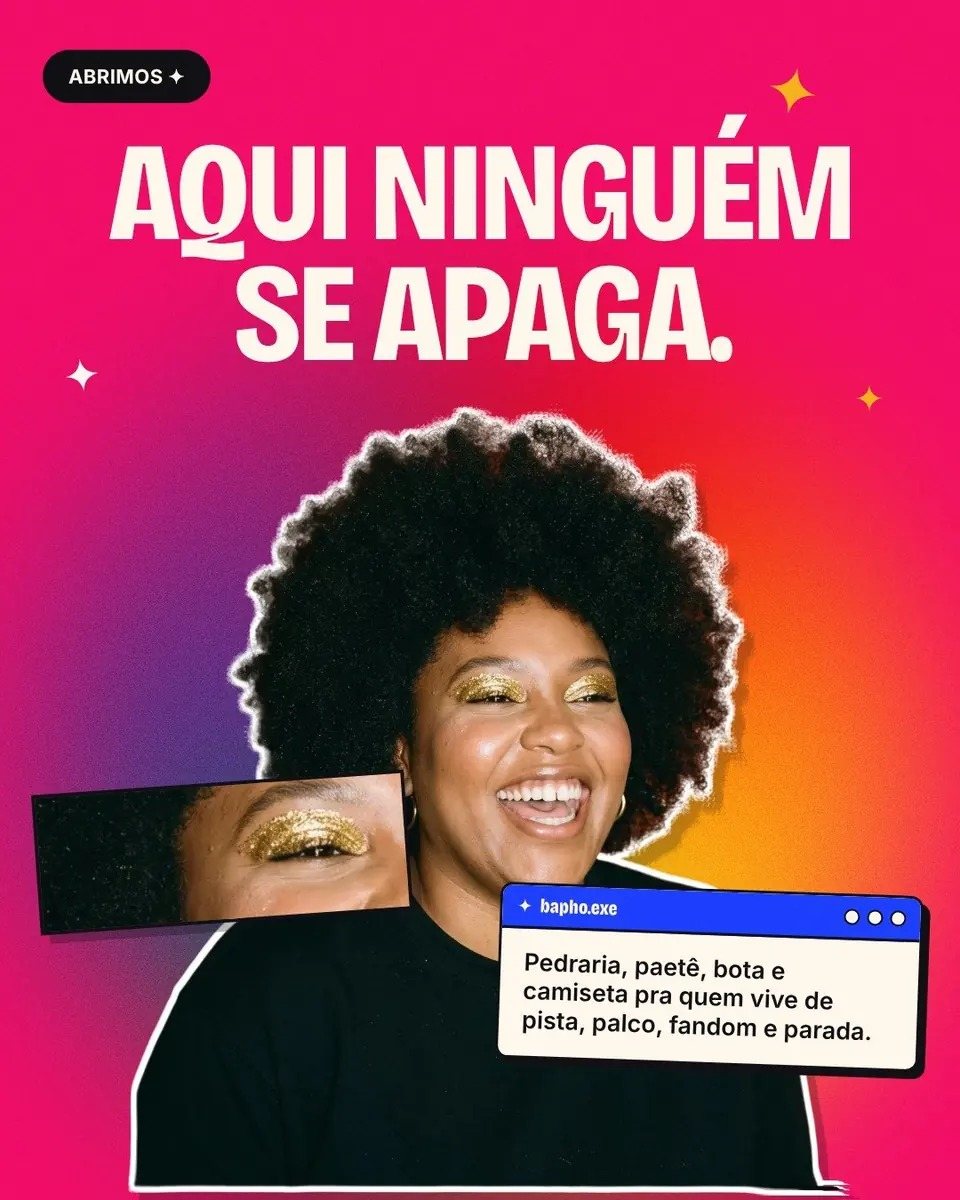 ABRIMOS ✦
AQUI NINGUÉM
SE APAGA.
✦ bapho.exe
Pedraria, paetê, bota e
camiseta pra quem vive de
pista, palco, fandom e parada.